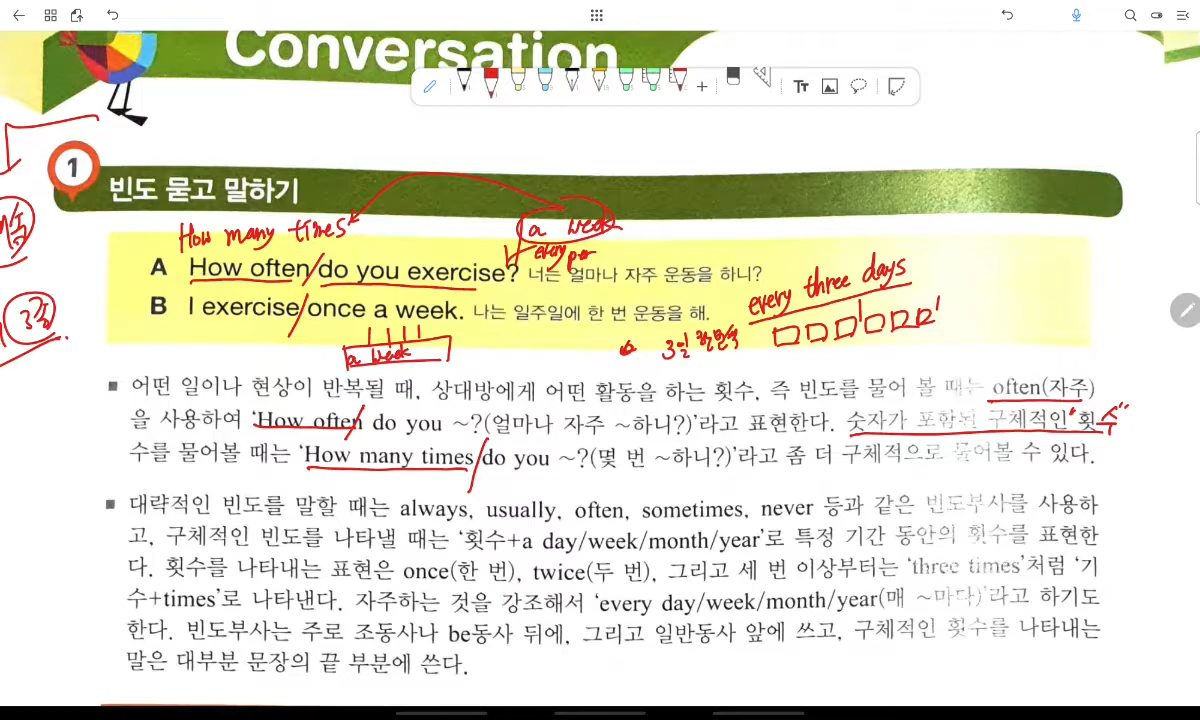 Conversation
1 빈도 묻고 말하기
How many times a week
every per
A How often do you exercise? 너는 얼마나 자주 운동을 하니?
every three days
B I exercise once a week. 나는 일주일에 한 번 운동을 해.
a week
3일
■ 어떤 일이나 현상이 반복될 때, 상대방에게 어떤 활동을 하는 횟수, 즉 빈도를 물어 볼 때는 often(자주)
을 사용하여 'How often do you ~?(얼마나 자주 ~하니?)'라고 표현한다. 숫자가 포함된 구체적인 횟
수를 물어볼 때는 'How many times do you ~?(몇 번 ~하니?)'라고 좀 더 구체적으로 물어볼 수 있다.
■ 대략적인 빈도를 말할 때는 always, usually, often, sometimes, never 등과 같은 빈도부사를 사용하
고, 구체적인 빈도를 나타낼 때는 '횟수+a day/week/month/year'로 특정 기간 동안의 횟수를 표현한
다. 횟수를 나타내는 표현은 once(한 번), twice(두 번), 그리고 세 번 이상부터는 'three times'처럼 '기
수+times'로 나타낸다. 자주하는 것을 강조해서 'every day/week/month/year(매 ~마다)'라고 하기도
한다. 빈도부사는 주로 조동사나 be동사 뒤에, 그리고 일반동사 앞에 쓰고, 구체적인 횟수를 나타내는
말은 대부분 문장의 끝 부분에 쓴다.